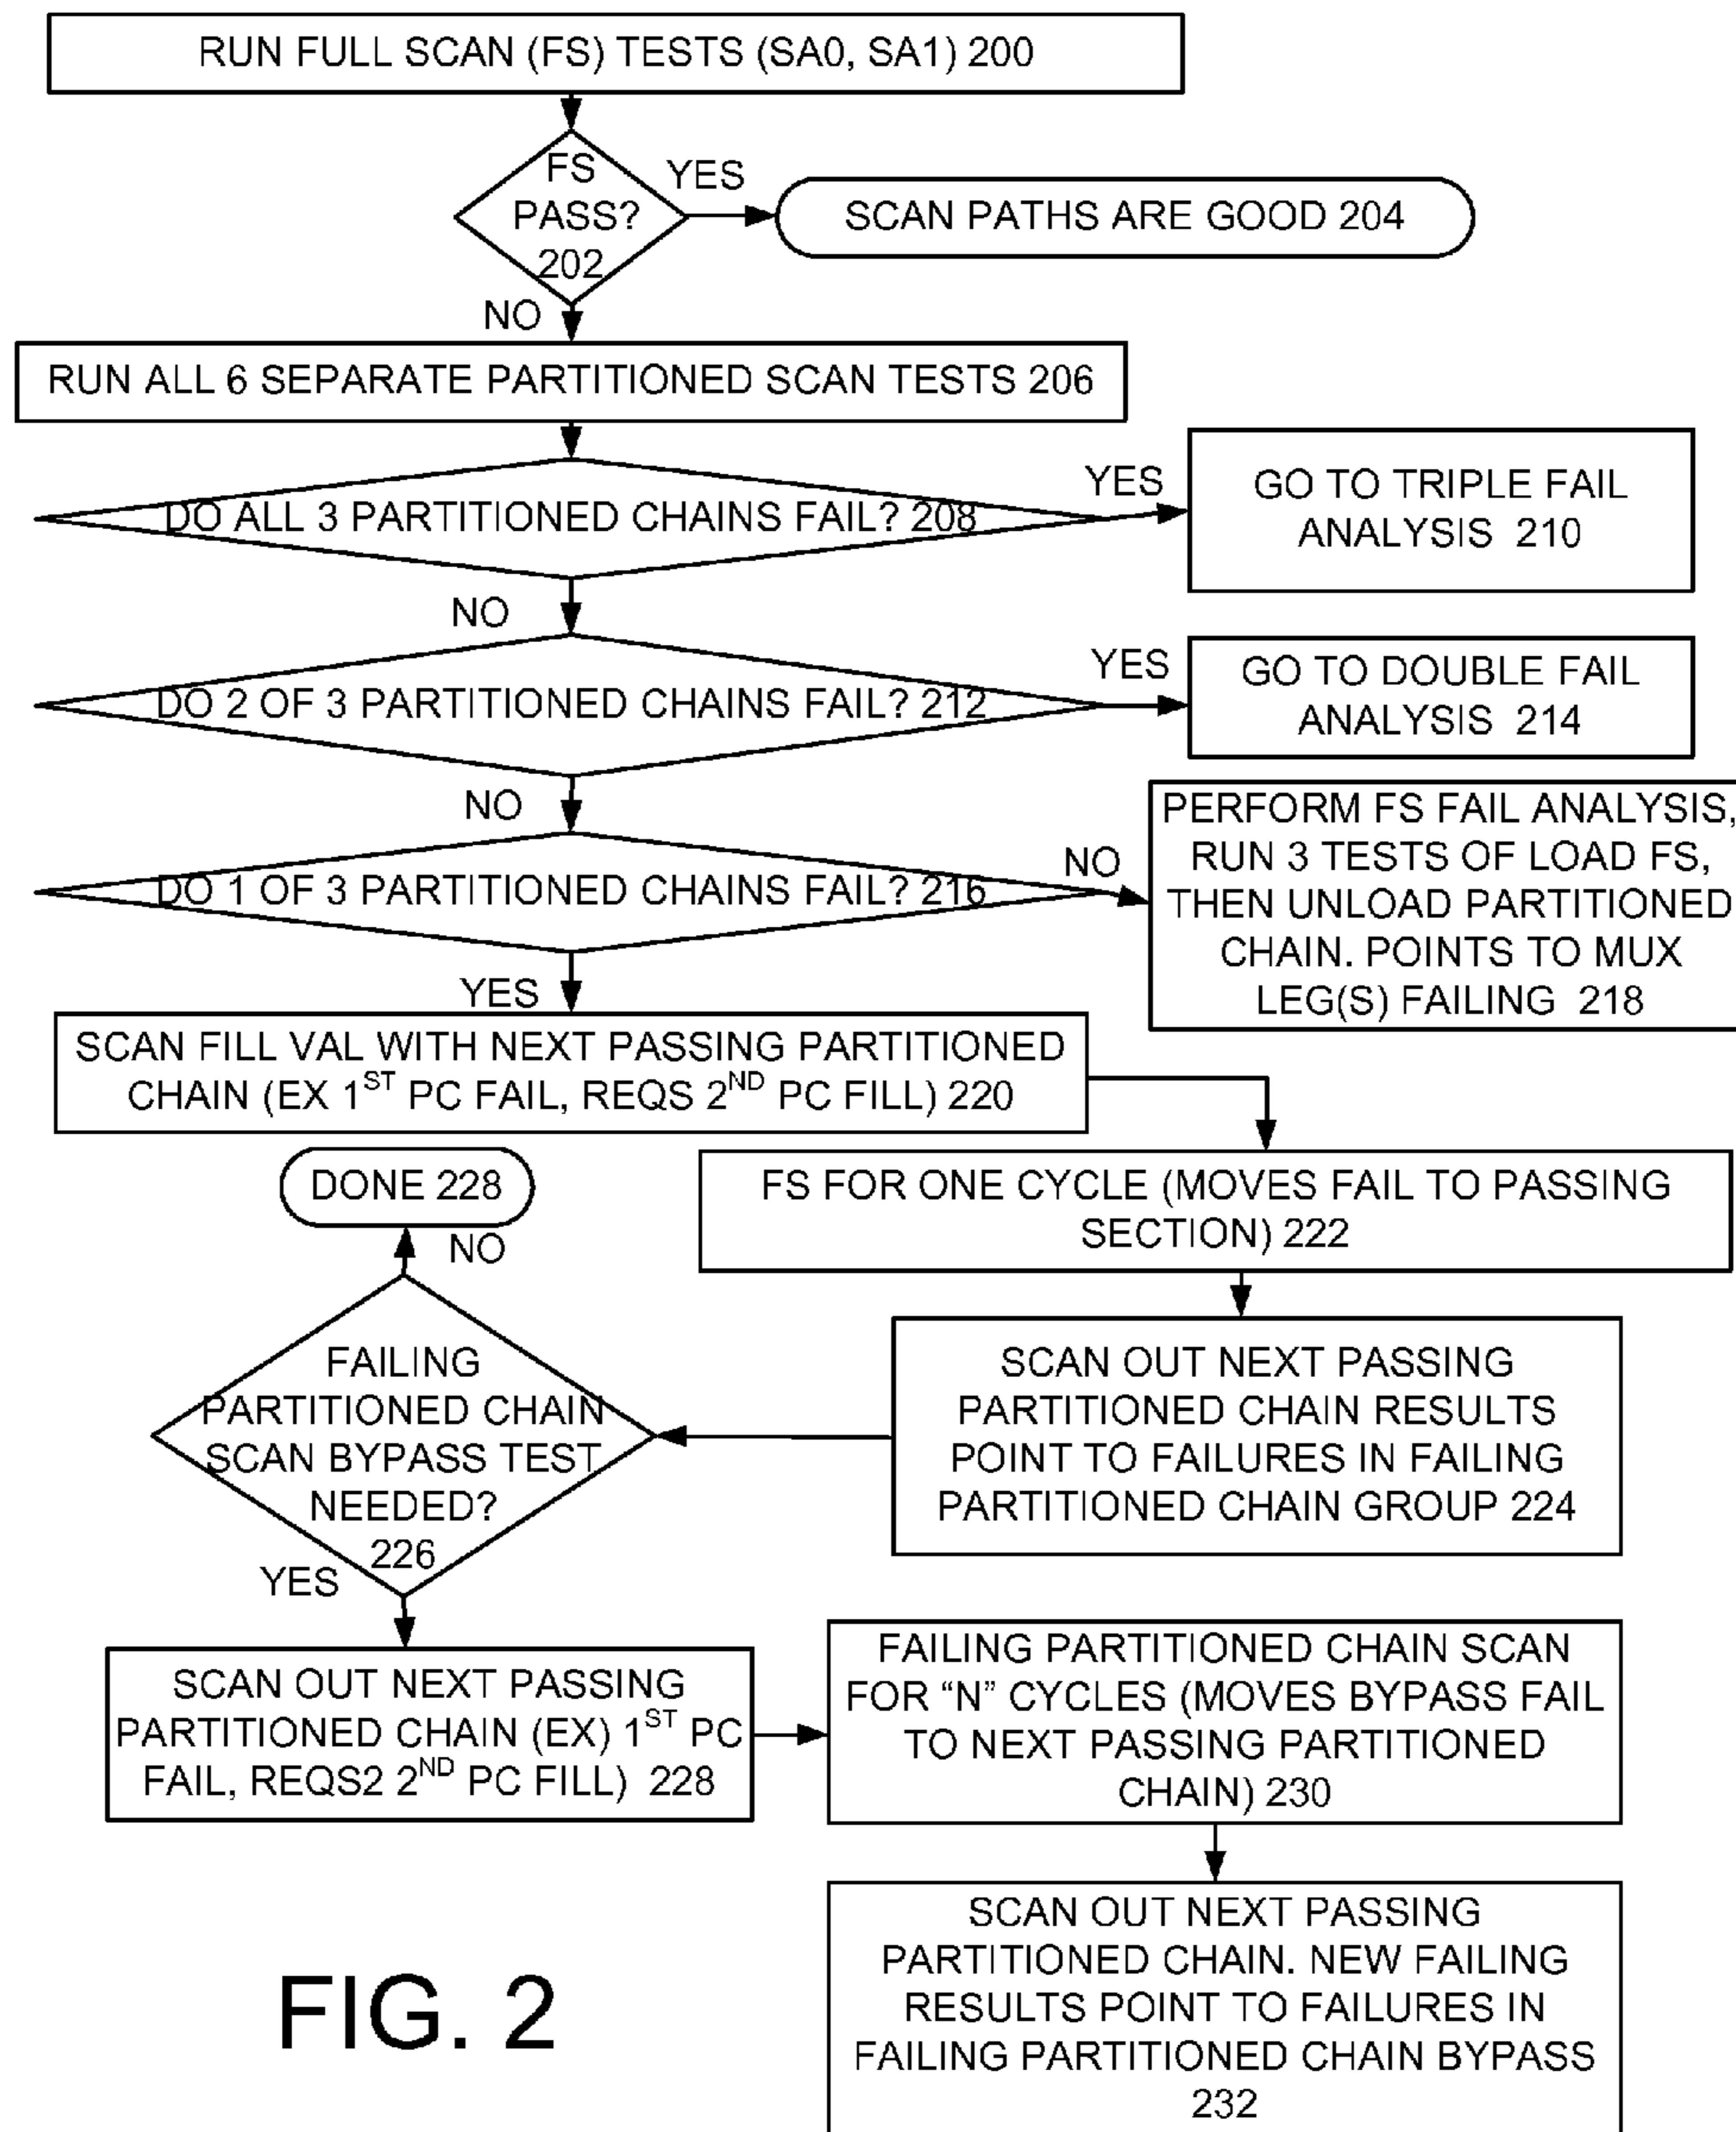 RUN FULL SCAN (FS) TESTS (SA0, SA1) 200
FS
PASS?
202
YES
SCAN PATHS ARE GOOD 204
NO
RUN ALL 6 SEPARATE PARTITIONED SCAN TESTS 206
DO ALL 3 PARTITIONED CHAINS FAIL? 208
YES
GO TO TRIPLE FAIL
ANALYSIS 210
NO
DO 2 OF 3 PARTITIONED CHAINS FAIL? 212
YES
GO TO DOUBLE FAIL
ANALYSIS 214
NO
DO 1 OF 3 PARTITIONED CHAINS FAIL? 216
NO
PERFORM FS FAIL ANALYSIS,
RUN 3 TESTS OF LOAD FS,
THEN UNLOAD PARTITIONED
CHAIN. POINTS TO MUX
LEG(S) FAILING 218
YES
SCAN FILL VAL WITH NEXT PASSING PARTITIONED
CHAIN (EX 1ST PC FAIL, REQS 2ND PC FILL) 220
FS FOR ONE CYCLE (MOVES FAIL TO PASSING
SECTION) 222
SCAN OUT NEXT PASSING
PARTITIONED CHAIN RESULTS
POINT TO FAILURES IN FAILING
PARTITIONED CHAIN GROUP 224
DONE 228
NO
FAILING
PARTITIONED CHAIN
SCAN BYPASS TEST
NEEDED?
226
YES
SCAN OUT NEXT PASSING
PARTITIONED CHAIN (EX) 1ST PC
FAIL, REQS2 2ND PC FILL) 228
FAILING PARTITIONED CHAIN SCAN
FOR “N” CYCLES (MOVES BYPASS FAIL
TO NEXT PASSING PARTITIONED
CHAIN) 230
SCAN OUT NEXT PASSING
PARTITIONED CHAIN. NEW FAILING
RESULTS POINT TO FAILURES IN
FAILING PARTITIONED CHAIN BYPASS
232
FIG. 2